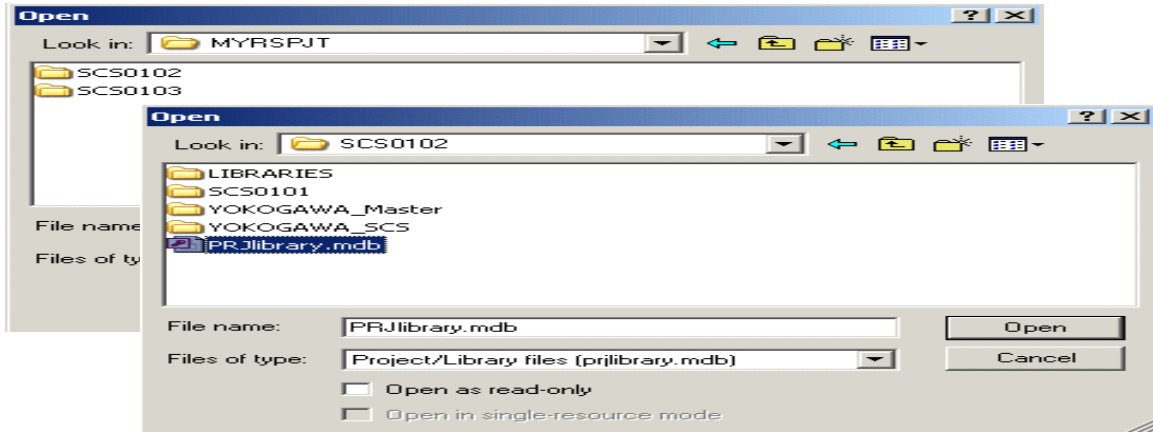 Open
Look in: MYRSPJT
SCS0102
SCS0103
File name
Files of ty
Open
Look in: SCS0102
LIBRARIES
SCS0101
YOKOGAWA_Master
YOKOGAWA_SCS
PRJlibrary.mdb
File name: PRJlibrary.mdb Open
Files of type: Project/Library files (prjlibrary.mdb) Cancel
Open as read-only
Open in single-resource mode